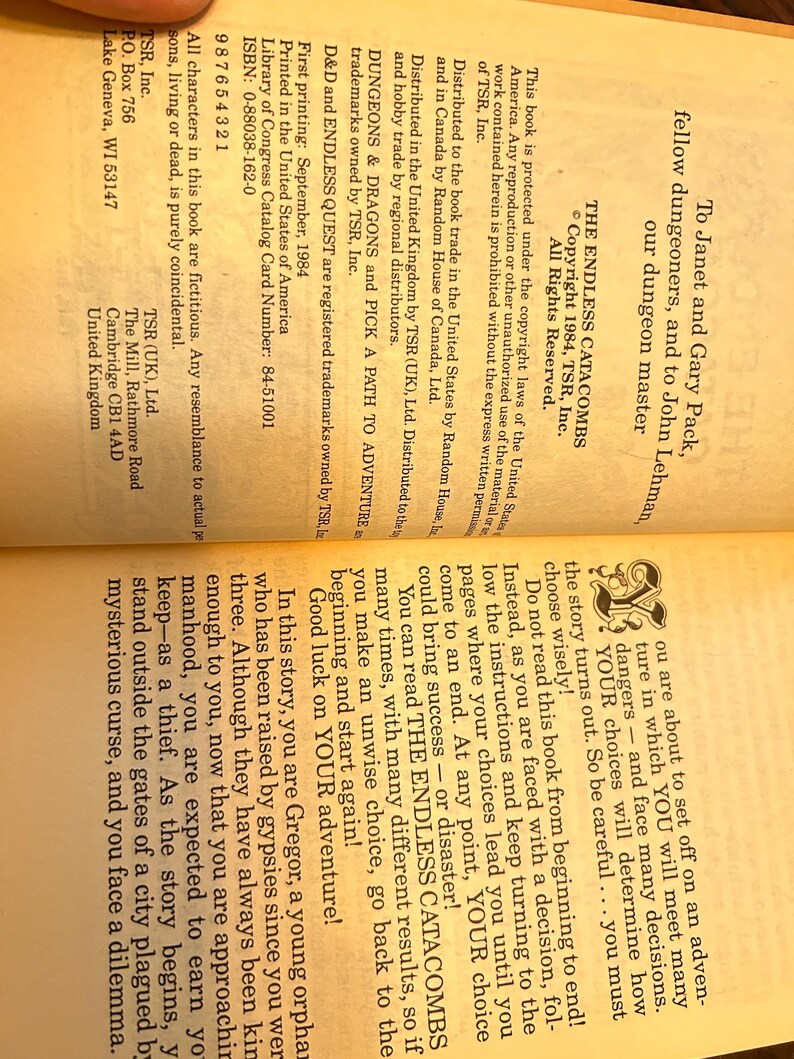 To Janet and Gary Pack,
fellow dungeoners, and to John Lehman,
our dungeon master
THE ENDLESS CATACOMBS
© Copyright 1984, TSR, Inc.
All Rights Reserved.
This book is protected under the copyright laws of the United States
America. Any reproduction or other unauthorized use of the material or
work contained herein is prohibited without the express written permission
of TSR, Inc.
Distributed to the book trade in the United States by Random House, In
and in Canada by Random House of Canada, Ltd.
Distributed in the United Kingdom by TSR (UK), Ltd. Distributed to the
and hobby trade by regional distributors.
DUNGEONS & DRAGONS and PICK A PATH TO ADVENTURE
trademarks owned by TSR, Inc.
D&D and ENDLESS QUEST are registered trademarks owned by TSR, In
First printing: September, 1984
Printed in the United States of America
Library of Congress Catalog Card Number: 84-51001
ISBN: 0-88038-162-0
9 8 7 6 5 4 3 2 1
All characters in this book are fictitious. Any resemblance to actual pe
sons, living or dead, is purely coincidental.
TSR, Inc.
P.O. Box 756
Lake Geneva, WI 53147
TSR (UK), Ltd.
The Mill, Rathmore Road
Cambridge CB1 4AD
United Kingdom
You are about to set off on an adven-
ture in which YOU will meet many
dangers — and face many decisions.
YOUR choices will determine how
the story turns out. So be careful . . . you must
choose wisely!
Do not read this book from beginning to end!
Instead, as you are faced with a decision, fol-
low the instructions and keep turning to the
pages where your choices lead you until you
come to an end. At any point, YOUR choice
could bring success — or disaster!
You can read THE ENDLESS CATACOMBS
many times, with many different results, so if
you make an unwise choice, go back to the
beginning and start again!
Good luck on YOUR adventure!
In this story, you are Gregor, a young orphan
who has been raised by gypsies since you wer
three. Although they have always been kin
enough to you, now that you are approachin
manhood, you are expected to earn yo
keep—as a thief. As the story begins, y
stand outside the gates of a city plagued by
mysterious curse, and you face a dilemma.